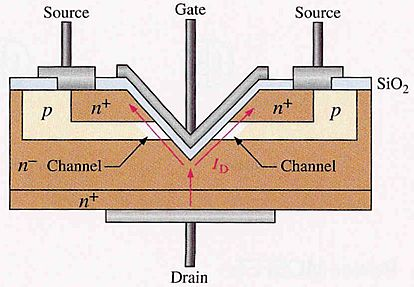 Source Gate Source
SiO2
p n+ n+ p
n− Channel ID Channel
n+
Drain